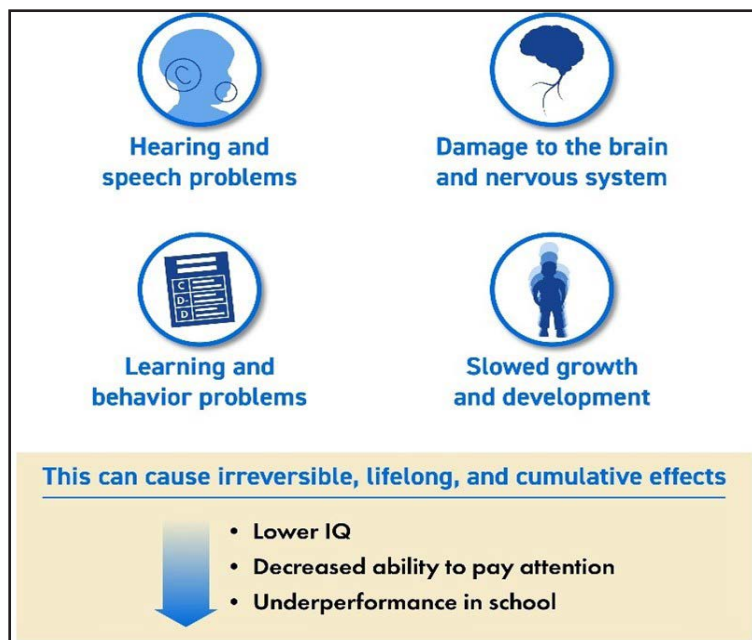 Hearing and
speech problems
Damage to the brain
and nervous system
C
D-
D
Learning and
behavior problems
Slowed growth
and development
This can cause irreversible, lifelong, and cumulative effects
• Lower IQ
• Decreased ability to pay attention
• Underperformance in school